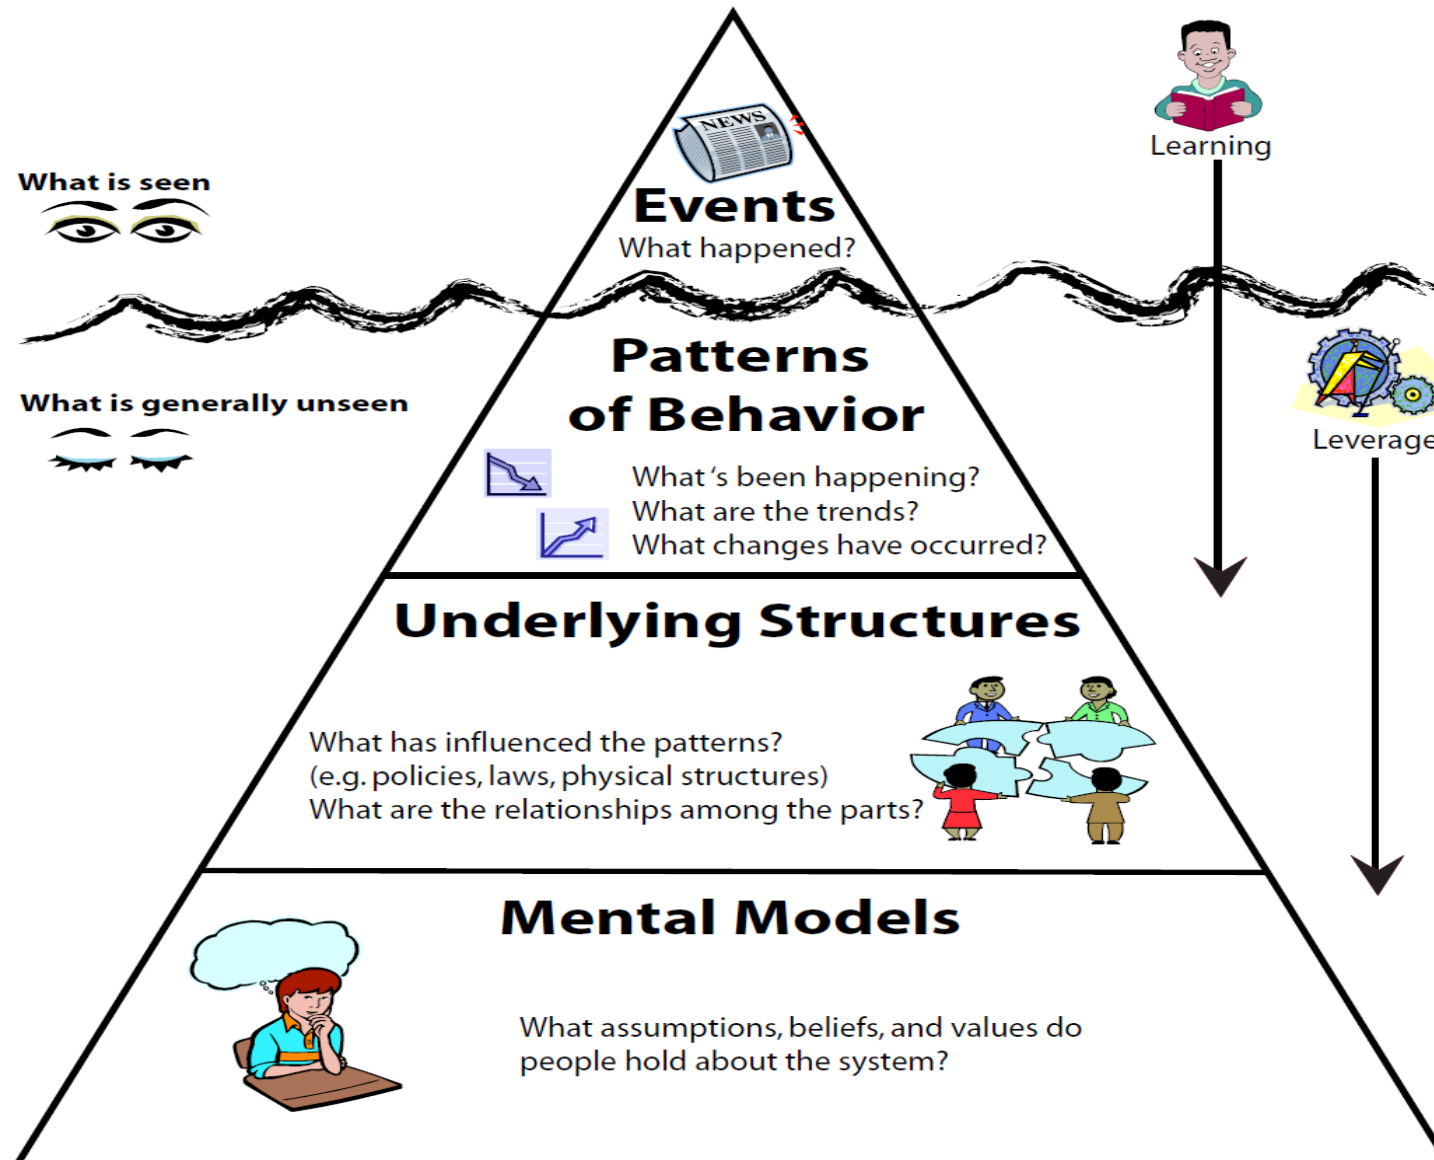 NEWS
Learning
What is seen
Events
What happened?
Patterns
of Behavior
What is generally unseen
Leverage
What 's been happening?
What are the trends?
What changes have occurred?
Underlying Structures
What has influenced the patterns?
(e.g. policies, laws, physical structures)
What are the relationships among the parts?
Mental Models
What assumptions, beliefs, and values do
people hold about the system?